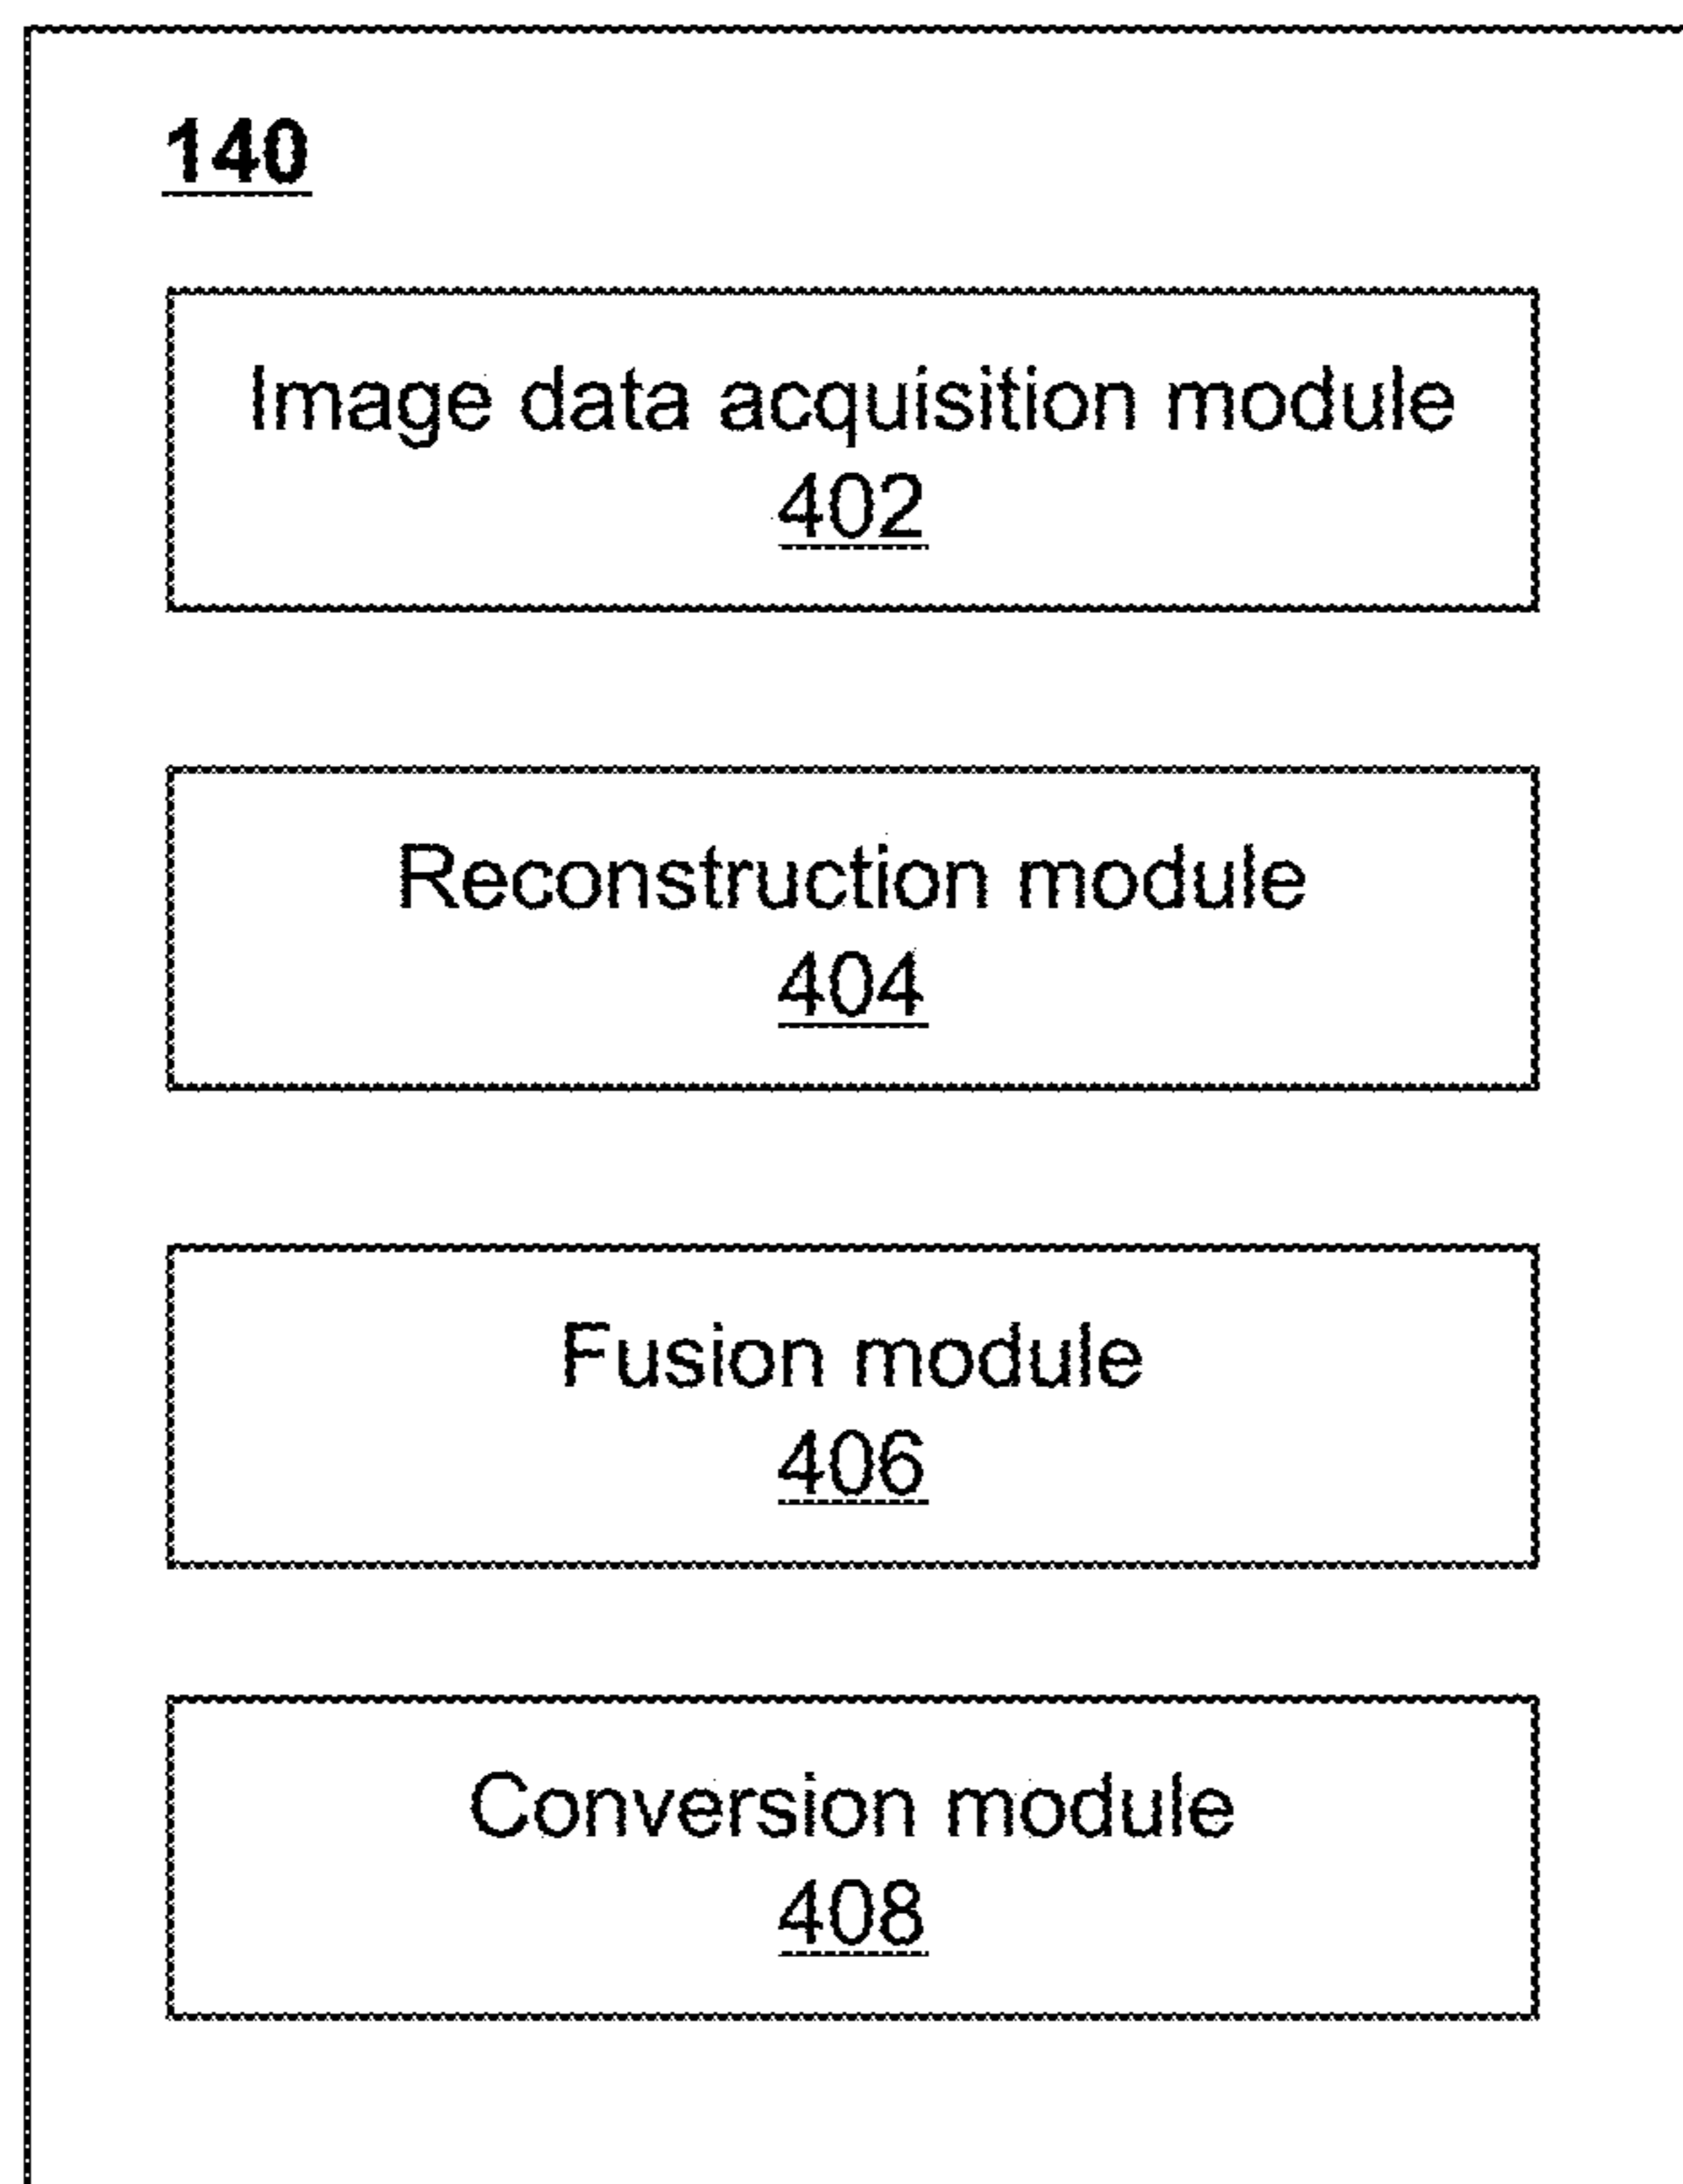 140
Image data acquisition module
402
Reconstruction module
404
Fusion module
406
Conversion module
408